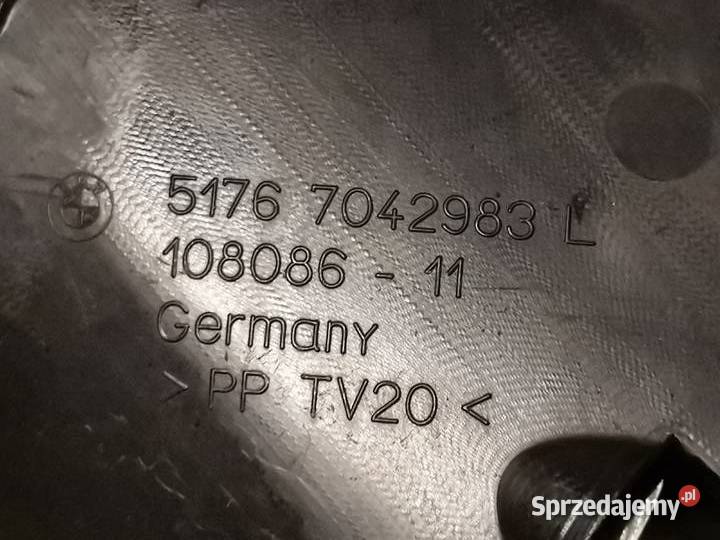 5176 7042983 L
108086 - 11
Germany
> PP TV20 <
Sprzedajemy.pl